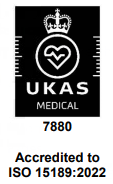 UKAS
MEDICAL
7880
Accredited to
ISO 15189:2022